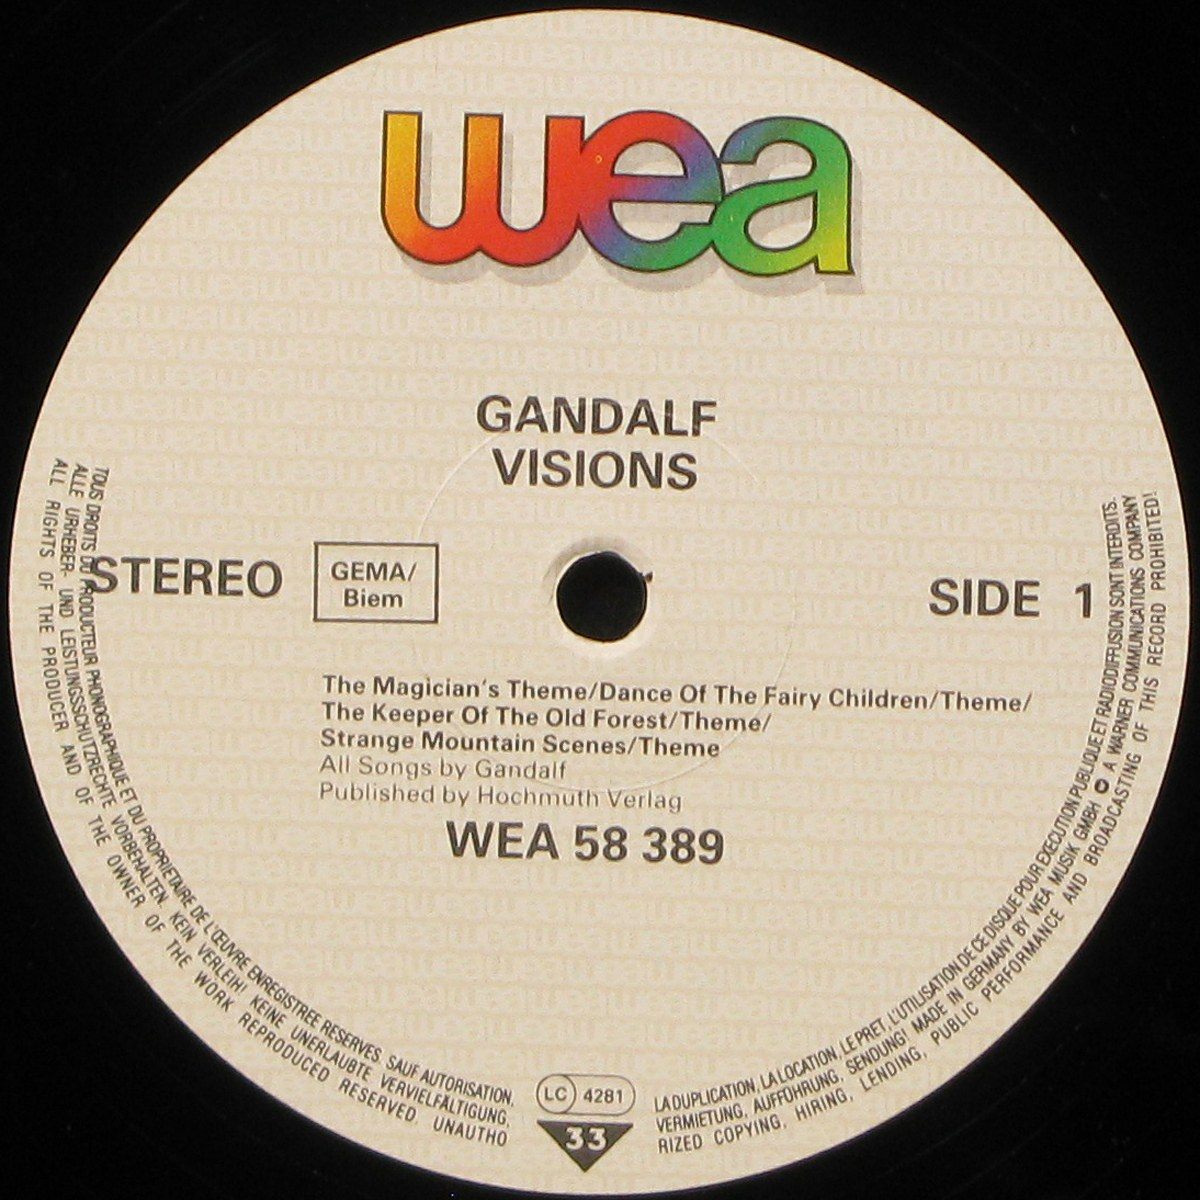 wea
GANDALF
VISIONS
STEREO
GEMA/
Biem
SIDE 1
The Magician's Theme/Dance Of The Fairy Children/Theme/
The Keeper Of The Old Forest/Theme/
Strange Mountain Scenes/Theme
All Songs by Gandalf
Published by Hochmuth Verlag
WEA 58 389
TOUS DROITS DU PRODUCTEUR PHONOGRAPHIQUE ET DU PROPRIETAIRE DE L'ŒUVRE ENREGISTREE RESERVES. SAUF AUTORISATION,
LA DUPLICATION, LA LOCATION, LE PRET, L'UTILISATION DE CE DISQUE POUR EXECUTION PUBLIQUE ET RADIODIFFUSION SONT INTERDITS.
ALLE URHEBER- UND LEISTUNGSSCHUTZRECHTE VORBEHALTEN. KEIN VERLEIH! KEINE UNERLAUBTE VERVIELFÄLTIGUNG,
VERMIETUNG, AUFFÜHRUNG, SENDUNG! MADE IN GERMANY BY WEA MUSIK GMBH A WARNER COMMUNICATIONS COMPANY
ALL RIGHTS OF THE PRODUCER AND OF THE OWNER OF THE WORK REPRODUCED RESERVED. UNAUTHO
RIZED COPYING, HIRING, LENDING, PUBLIC PERFORMANCE AND BROADCASTING OF THIS RECORD PROHIBITED!
LC 4281
33